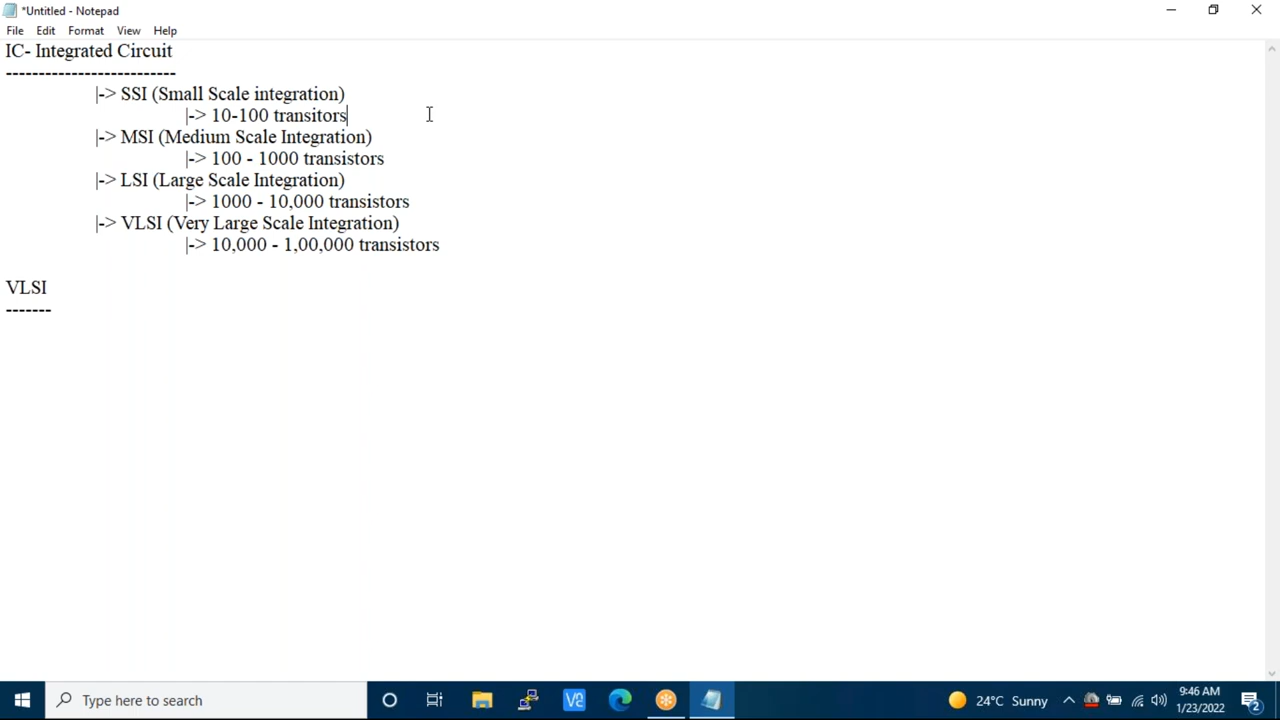 *Untitled - Notepad
File Edit Format View Help
IC- Integrated Circuit
--------------------------
|-> SSI (Small Scale integration)
|-> 10-100 transitors
|-> MSI (Medium Scale Integration)
|-> 100 - 1000 transistors
|-> LSI (Large Scale Integration)
|-> 1000 - 10,000 transistors
|-> VLSI (Very Large Scale Integration)
|-> 10,000 - 1,00,000 transistors
VLSI
-------
Type here to search
24°C Sunny
9:46 AM
1/23/2022
2